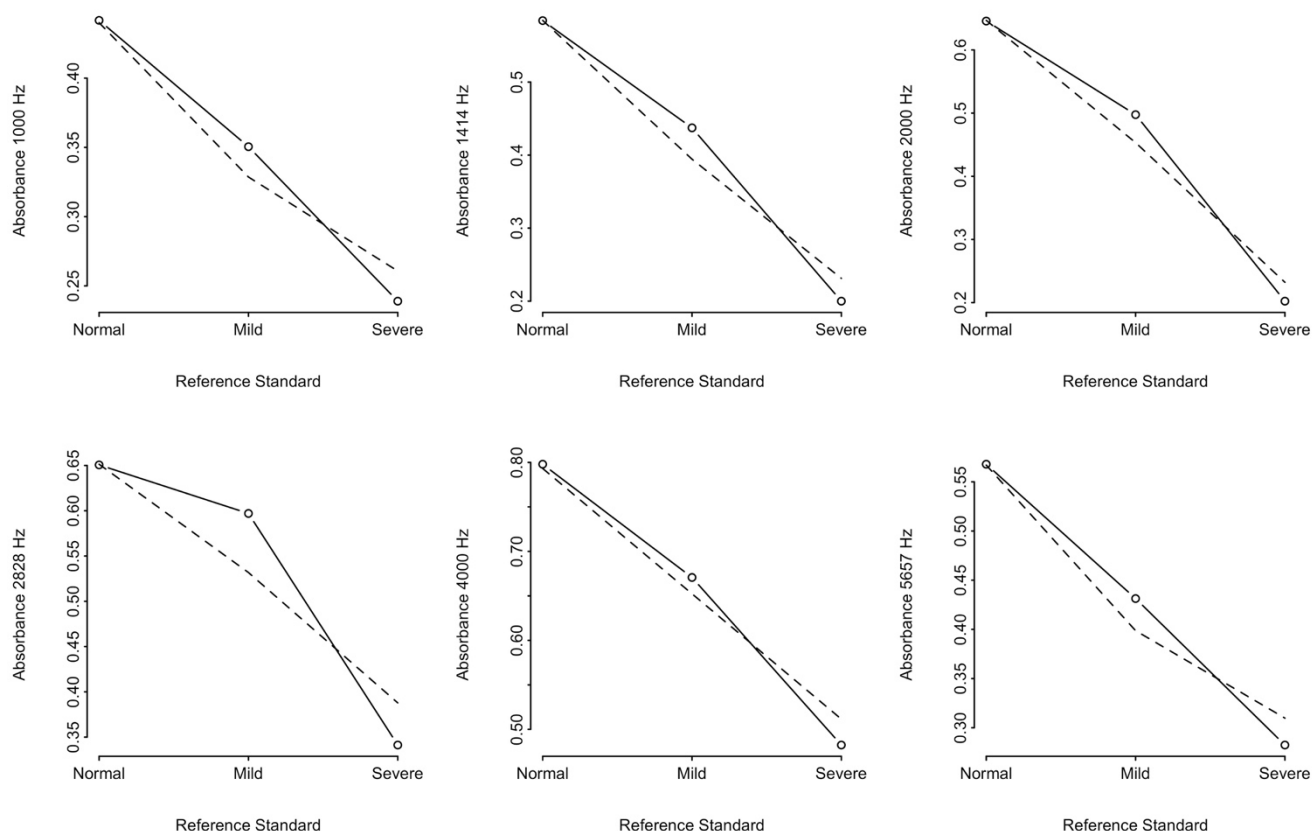 Absorbance 1000 Hz
0.40
0.35
0.30
0.25
Normal Mild Severe
Reference Standard
Absorbance 1414 Hz
0.5
0.4
0.3
0.2
Normal Mild Severe
Reference Standard
Absorbance 2000 Hz
0.6
0.5
0.4
0.3
0.2
Normal Mild Severe
Reference Standard
Absorbance 2828 Hz
0.65
0.60
0.55
0.50
0.45
0.40
0.35
Normal Mild Severe
Reference Standard
Absorbance 4000 Hz
0.80
0.70
0.60
0.50
Normal Mild Severe
Reference Standard
Absorbance 5657 Hz
0.55
0.50
0.45
0.40
0.35
0.30
Normal Mild Severe
Reference Standard